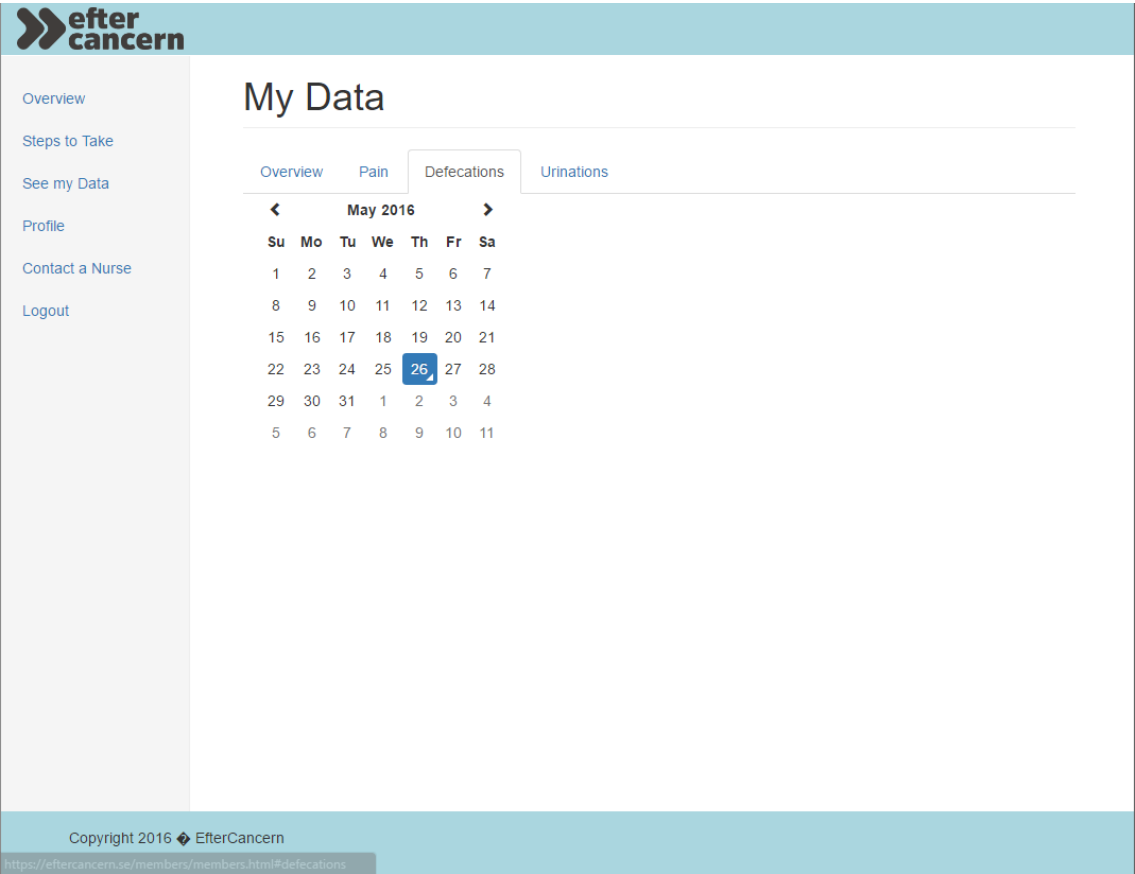 efter
cancern
Overview
Steps to Take
See my Data
Profile
Contact a Nurse
Logout
My Data
Overview Pain Defecations Urinations
May 2016
Su Mo Tu We Th Fr Sa
1 2 3 4 5 6 7
8 9 10 11 12 13 14
15 16 17 18 19 20 21
22 23 24 25 26 27 28
29 30 31 1 2 3 4
5 6 7 8 9 10 11
Copyright 2016 � EfterCancern
https://eftercancern.se/members/members.html#defecations